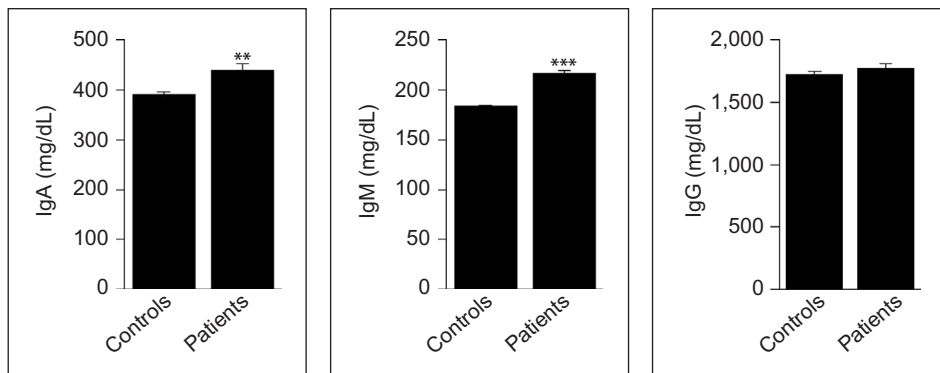 IgA (mg/dL)
500
400
300
200
100
0
**
Controls
Patients
IgM (mg/dL)
250
200
150
100
50
0
***
Controls
Patients
IgG (mg/dL)
2,000
1,500
1,000
500
0
Controls
Patients